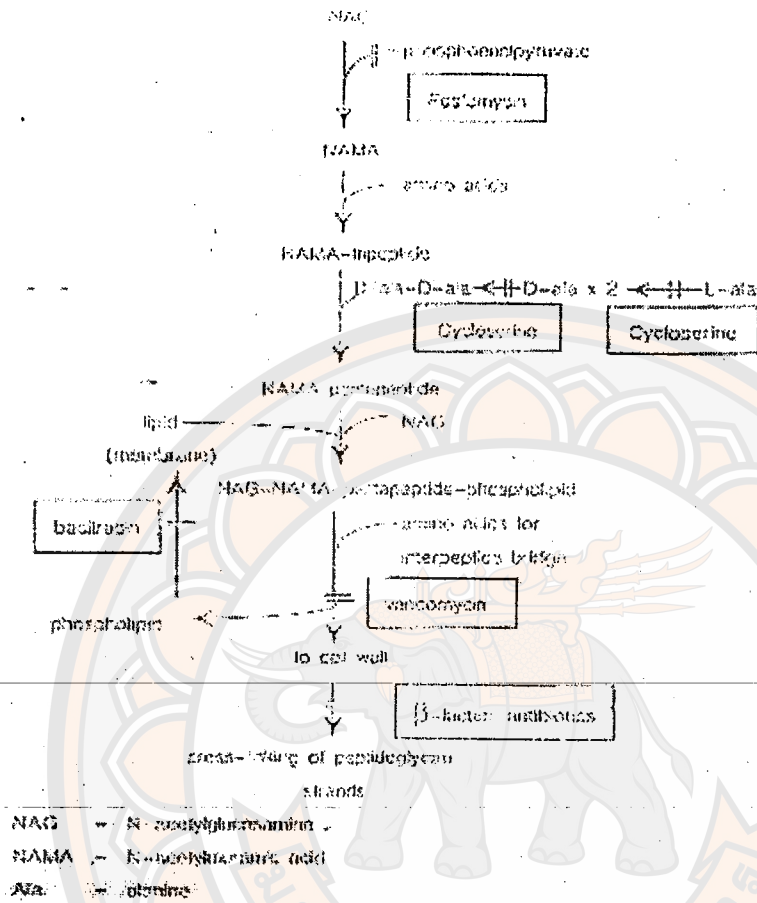 NAG
phosphoenolpyruvate
Fosfomycin
NAMA
amino acids
NAMA-tripeptide
D-ala-D-ala D-ala x 2 L-ala
Cycloserine Cycloserine
NAMA pentapeptide
lipid NAG
(membrane)
NAG-NAMA-pentapeptide-phospholipid
bacitracin
amino acids for
interpeptide bridge
vancomycin
phospholipid
to cell wall
β-lactam antibiotics
cross-linking of peptidoglycan
strands
NAG = N-acetylglucosamine
NAMA = N-acetylmuramic acid
Ala = alanine